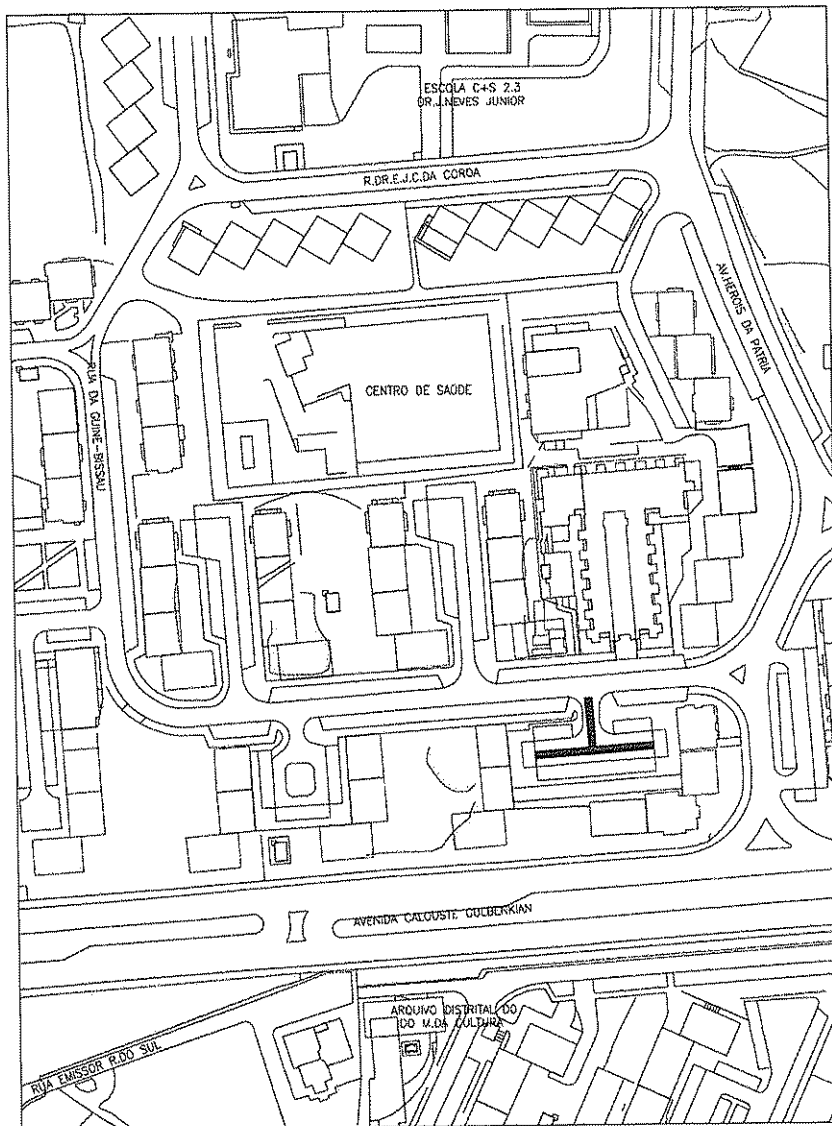 ESCOLA C+S 2.3
DR.J.NEVES JUNIOR
R.DR.E.J.C.DA COROA
AV.HEROIS DA PATRIA
RUA DA GUINE-BISSAU
CENTRO DE SAÚDE
AVENIDA CALOUSTE GULBENKIAN
ARQUIVO DISTRITAL DO
DO M.DA CULTURA
RUA EMISSOR R.DO SUL